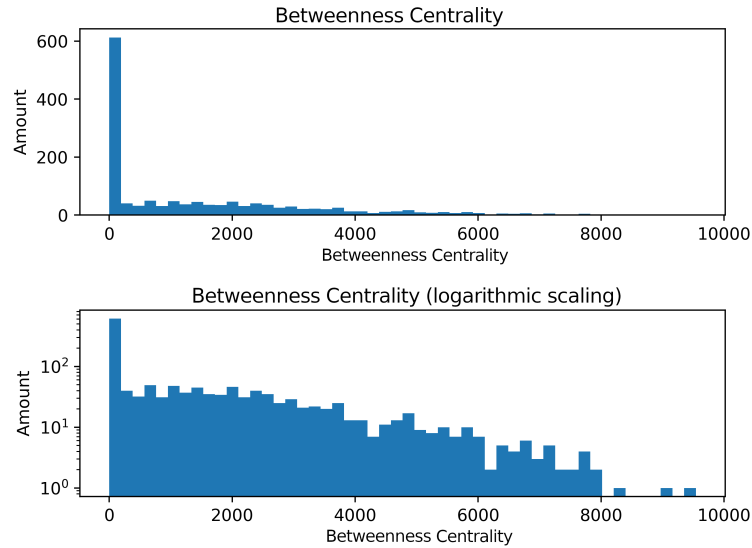 Betweenness Centrality
600
400
200
0
Amount
0 2000 4000 6000 8000 10000
Betweenness Centrality
Betweenness Centrality (logarithmic scaling)
10²
10¹
10⁰
Amount
0 2000 4000 6000 8000 10000
Betweenness Centrality